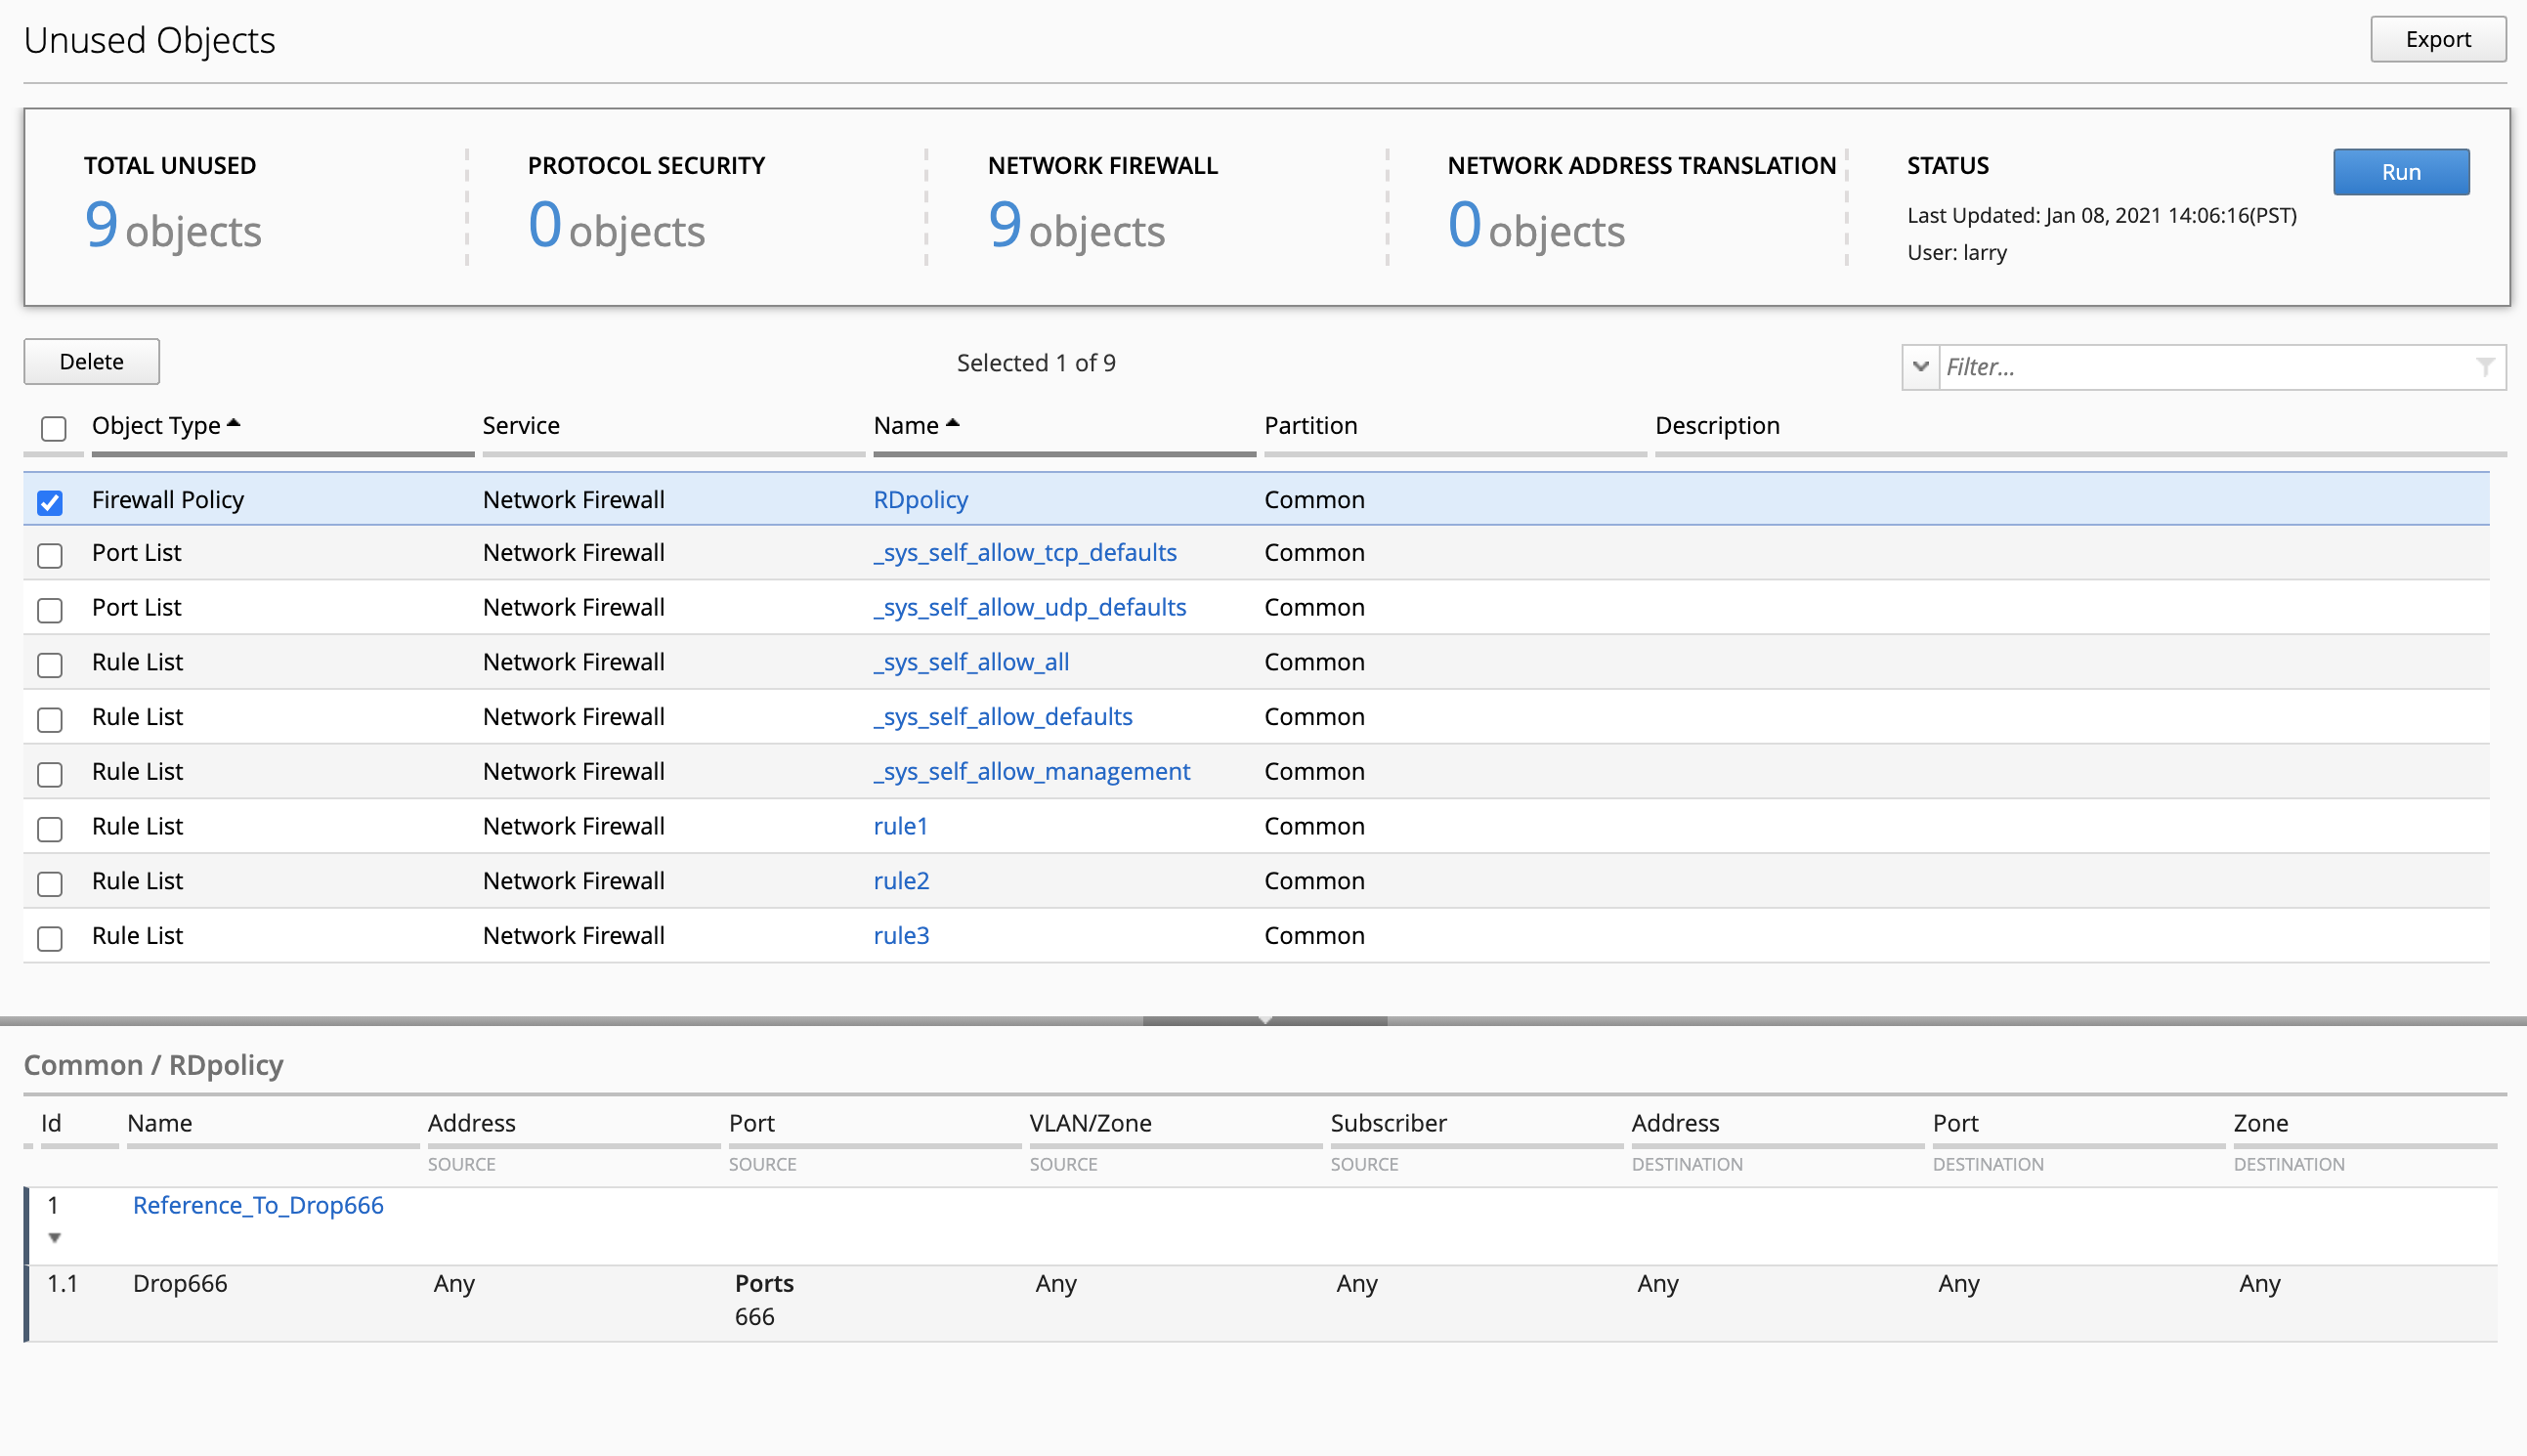 Unused Objects
Export
TOTAL UNUSED
9 objects
PROTOCOL SECURITY
0 objects
NETWORK FIREWALL
9 objects
NETWORK ADDRESS TRANSLATION
0 objects
STATUS
Last Updated: Jan 08, 2021 14:06:16(PST)
User: larry
Run
Delete
Selected 1 of 9
Filter...
Object Type Service Name Partition Description
Firewall Policy Network Firewall RDpolicy Common
Port List Network Firewall _sys_self_allow_tcp_defaults Common
Port List Network Firewall _sys_self_allow_udp_defaults Common
Rule List Network Firewall _sys_self_allow_all Common
Rule List Network Firewall _sys_self_allow_defaults Common
Rule List Network Firewall _sys_self_allow_management Common
Rule List Network Firewall rule1 Common
Rule List Network Firewall rule2 Common
Rule List Network Firewall rule3 Common
Common / RDpolicy
Id Name Address Port VLAN/Zone Subscriber Address Port Zone
SOURCE SOURCE SOURCE SOURCE DESTINATION DESTINATION DESTINATION
1 Reference_To_Drop666
1.1 Drop666 Any Ports Any Any Any Any Any
666